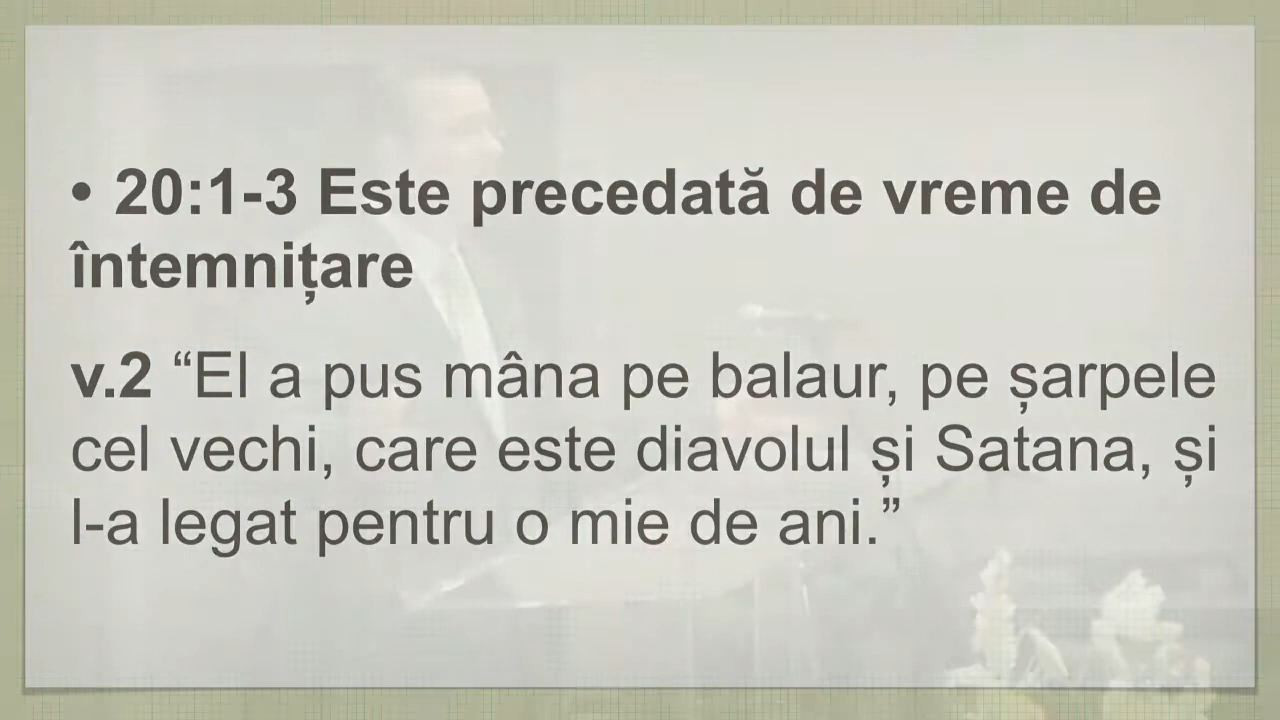 • 20:1-3 Este precedată de vreme de
întemnițare
v.2 “El a pus mâna pe balaur, pe șarpele
cel vechi, care este diavolul și Satana, și
l-a legat pentru o mie de ani.”